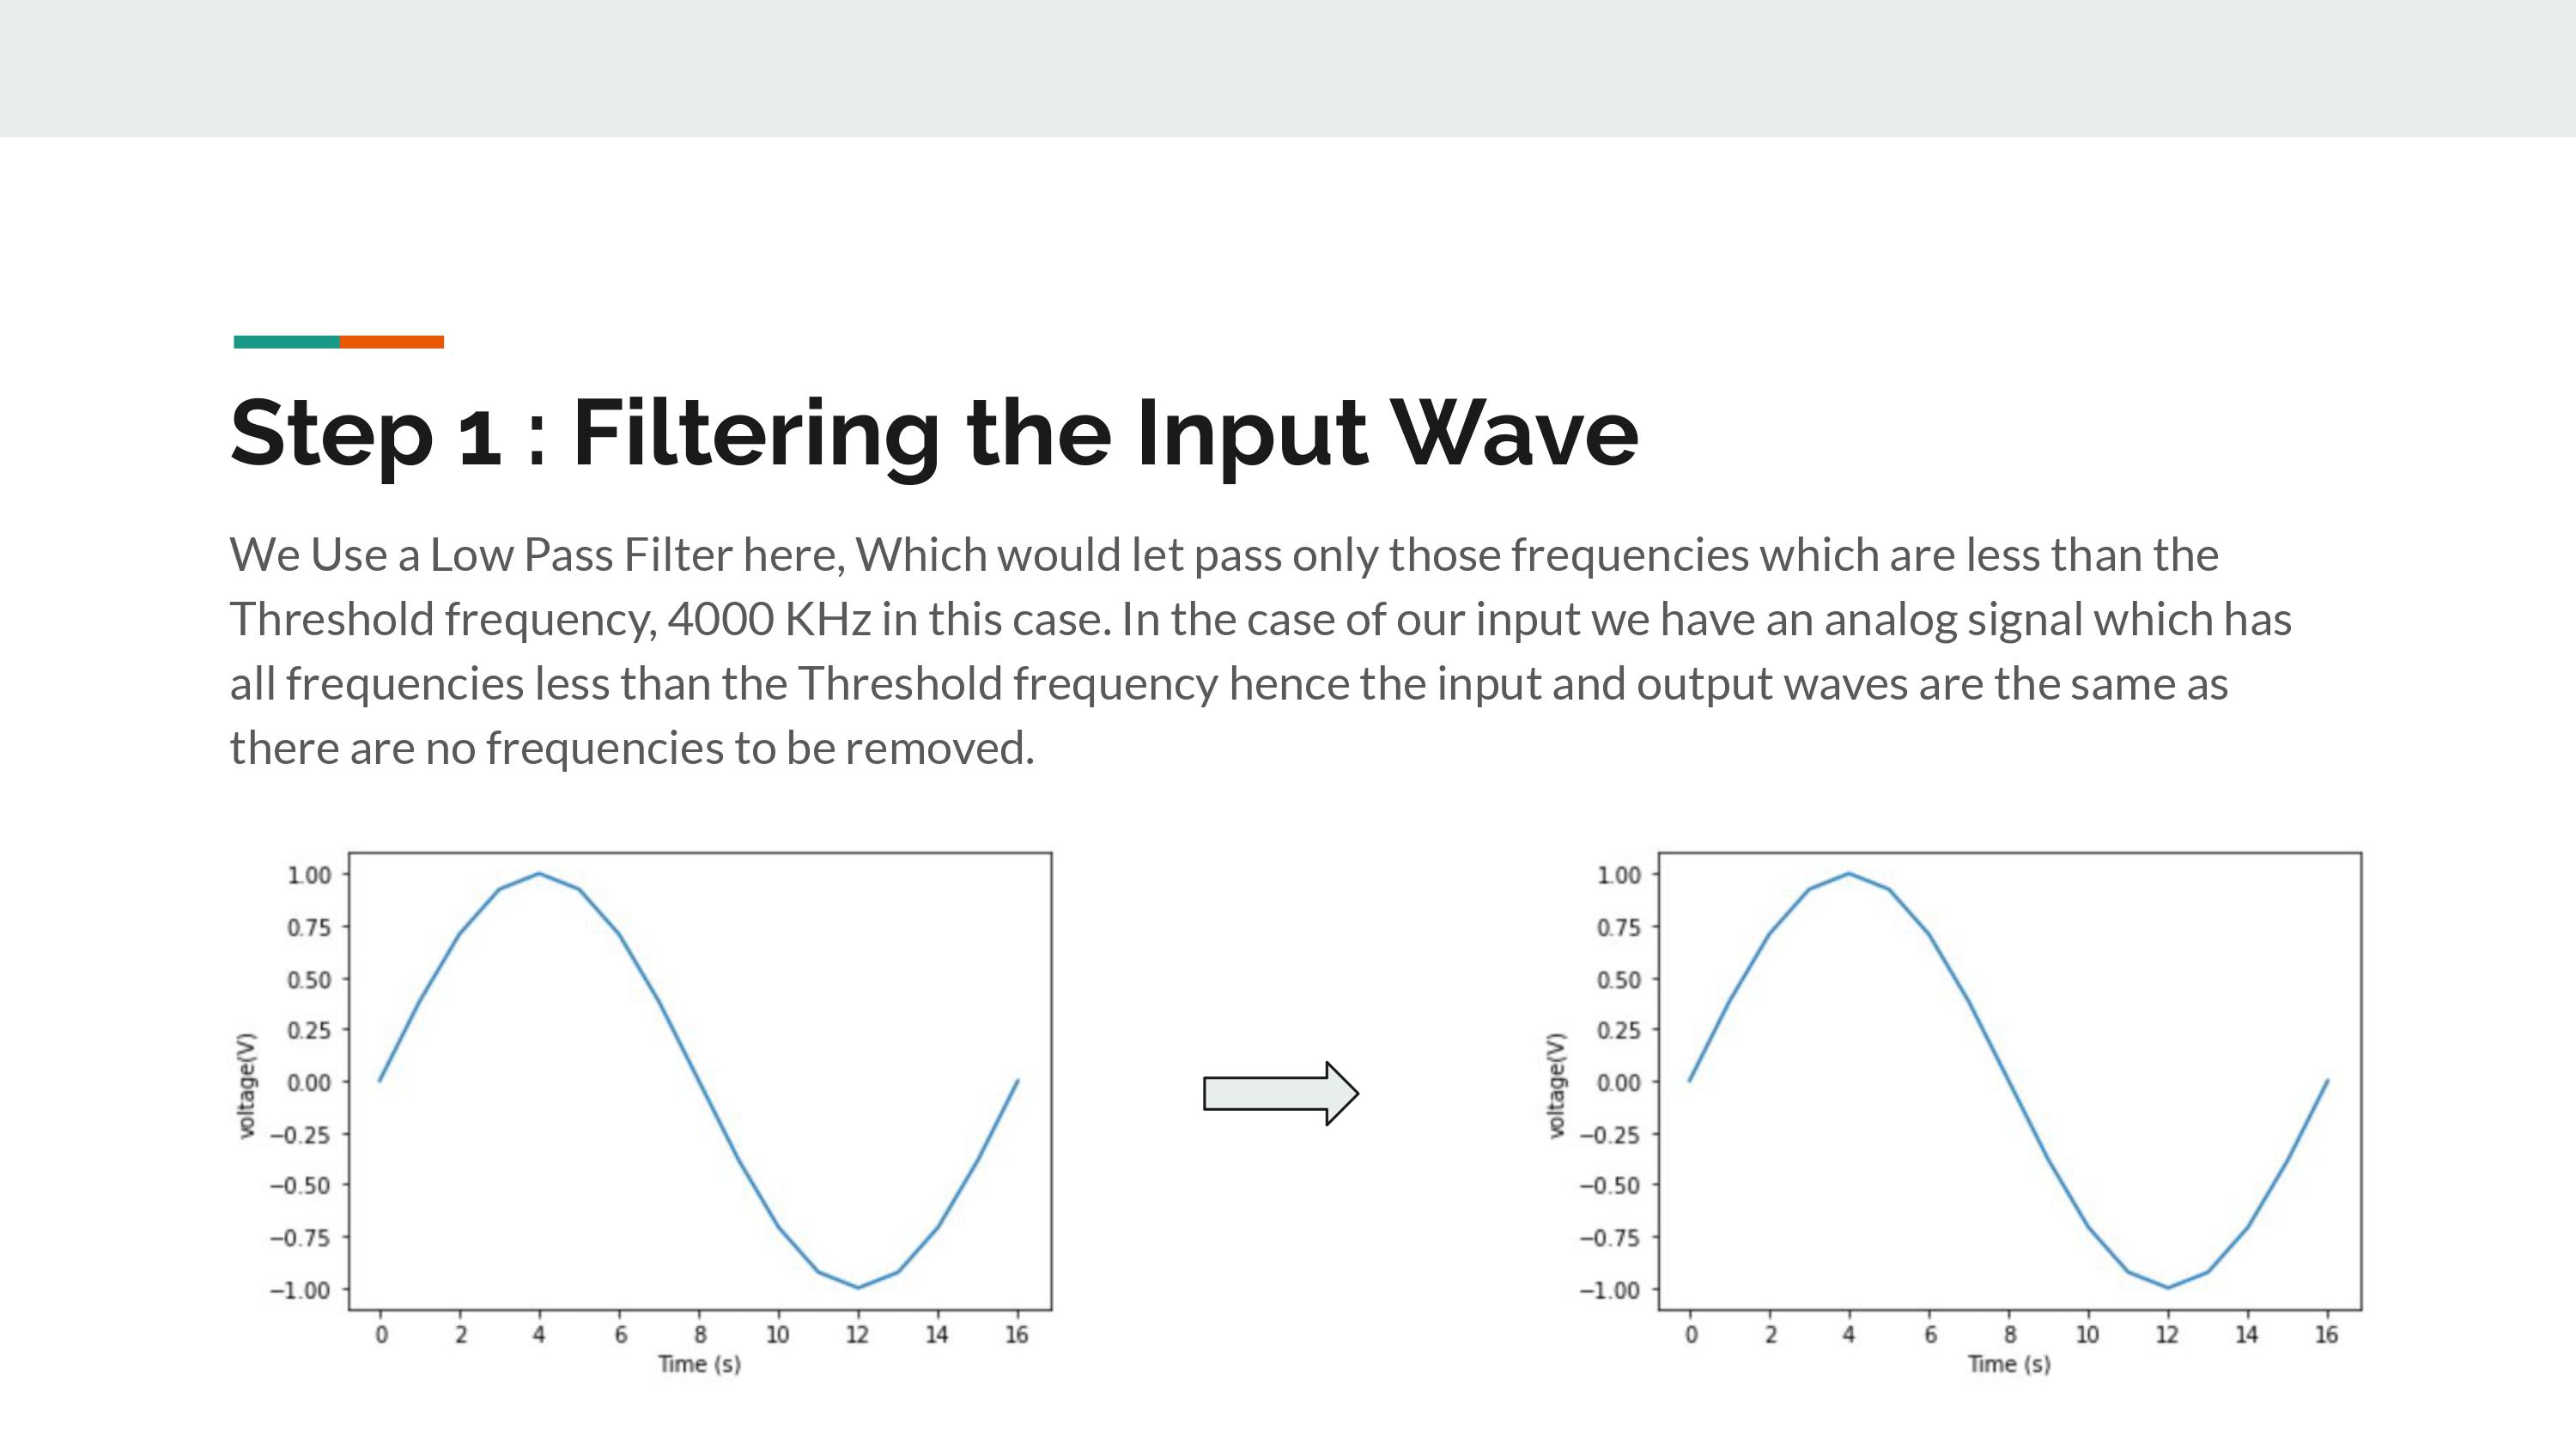 Step 1 : Filtering the Input Wave
We Use a Low Pass Filter here, Which would let pass only those frequencies which are less than the
Threshold frequency, 4000 KHz in this case. In the case of our input we have an analog signal which has
all frequencies less than the Threshold frequency hence the input and output waves are the same as
there are no frequencies to be removed.
1.00
0.75
0.50
0.25
0.00
−0.25
−0.50
−0.75
−1.00
voltage(V)
0 2 4 6 8 10 12 14 16
Time (s)
1.00
0.75
0.50
0.25
0.00
−0.25
−0.50
−0.75
−1.00
voltage(V)
0 2 4 6 8 10 12 14 16
Time (s)